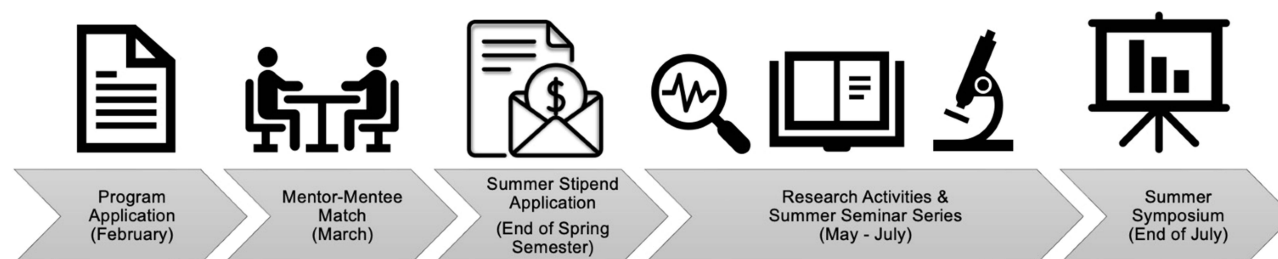 $
Program
Application
(February)
Mentor-Mentee
Match
(March)
Summer Stipend
Application
(End of Spring
Semester)
Research Activities &
Summer Seminar Series
(May - July)
Summer
Symposium
(End of July)